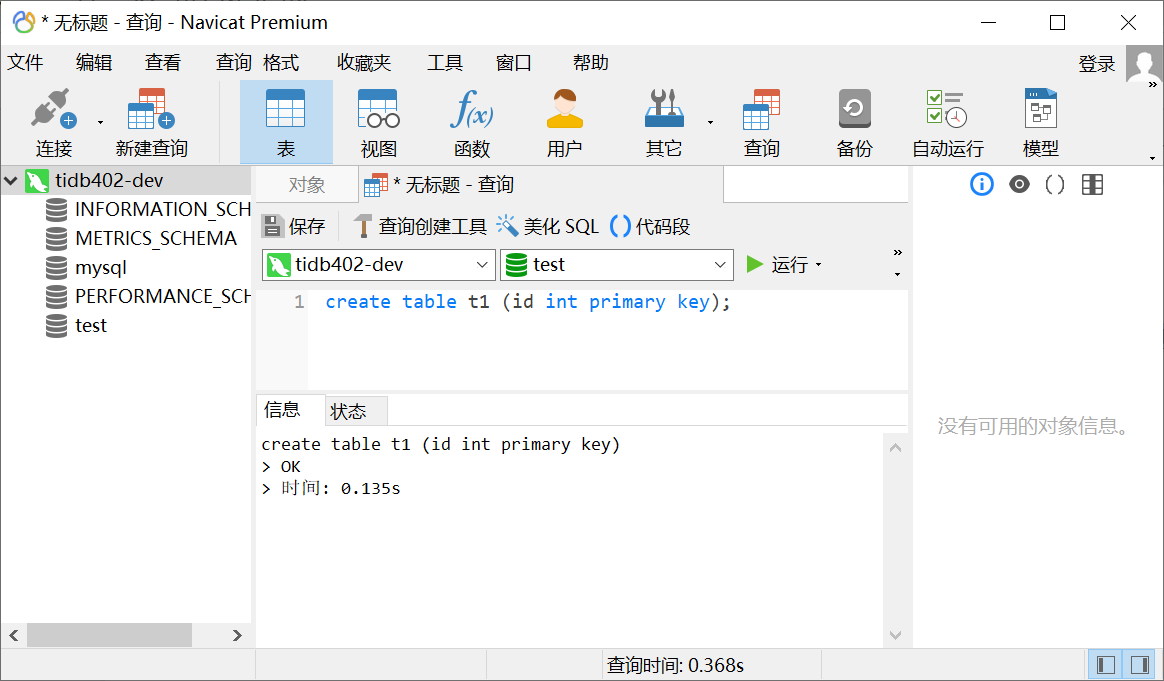 * 无标题 - 查询 - Navicat Premium
文件 编辑 查看 查询 格式 收藏夹 工具 窗口 帮助 登录
连接 新建查询 表 视图 f(x) 函数 用户 其它 查询 备份 自动运行 模型 »
tidb402-dev
INFORMATION_SCH
METRICS_SCHEMA
mysql
PERFORMANCE_SCH
test
对象 * 无标题 - 查询
保存 查询创建工具 美化 SQL () 代码段
tidb402-dev test 运行 »
1 create table t1 (id int primary key);
信息 状态
create table t1 (id int primary key)
> OK
> 时间: 0.135s
没有可用的对象信息。
查询时间: 0.368s